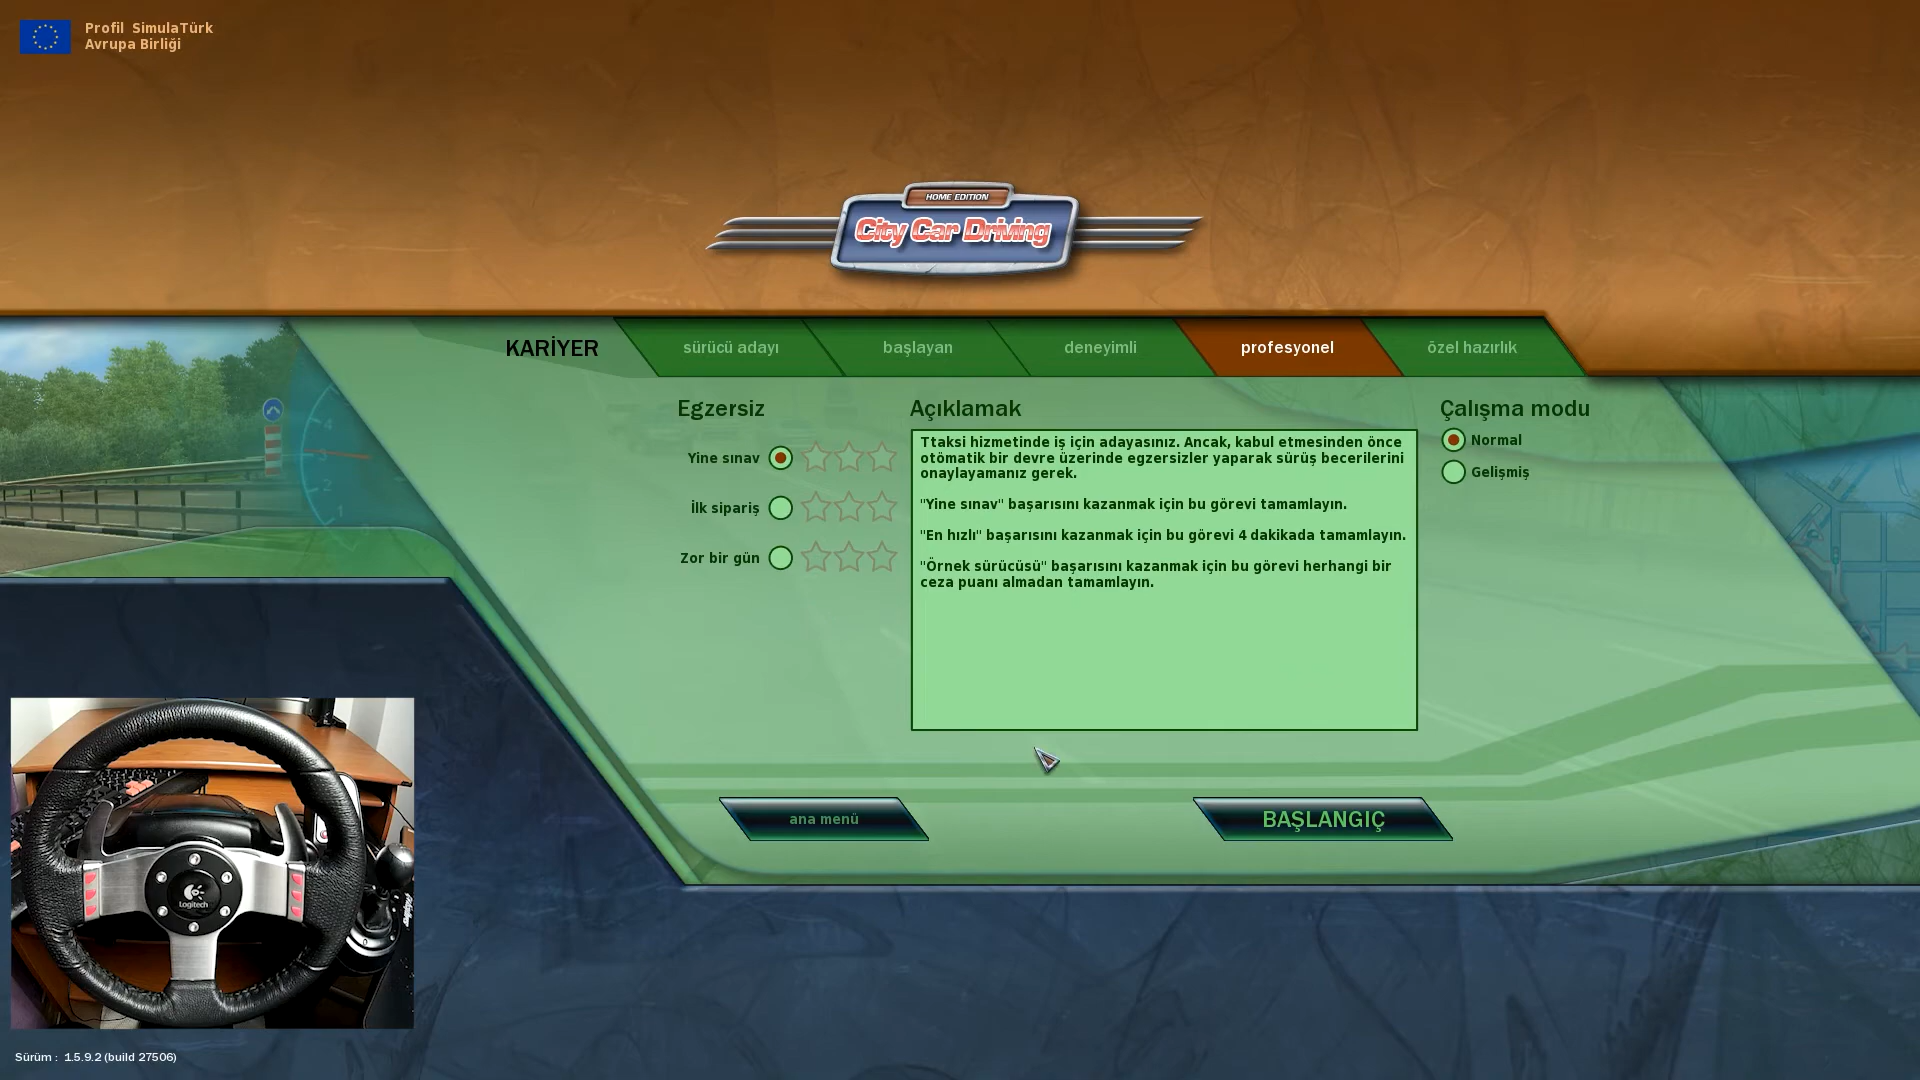 Profil SimulaTürk
Avrupa Birliği
HOME EDITION
City Car Driving
KARİYER
sürücü adayı
başlayan
deneyimli
profesyonel
özel hazırlık
Egzersiz
Yine sınav
İlk sipariş
Zor bir gün
Açıklamak
Ttaksi hizmetinde iş için adayasınız. Ancak, kabul etmesinden önce
otömatik bir devre üzerinde egzersizler yaparak sürüş becerilerini
onaylayamanız gerek.
"Yine sınav" başarısını kazanmak için bu görevi tamamlayın.
"En hızlı" başarısını kazanmak için bu görevi 4 dakikada tamamlayın.
"Örnek sürücüsü" başarısını kazanmak için bu görevi herhangi bir
ceza puanı almadan tamamlayın.
Çalışma modu
Normal
Gelişmiş
ana menü
BAŞLANGIÇ
4
3
2
1
Logitech
Sürüm : 1.5.9.2 (build 27506)